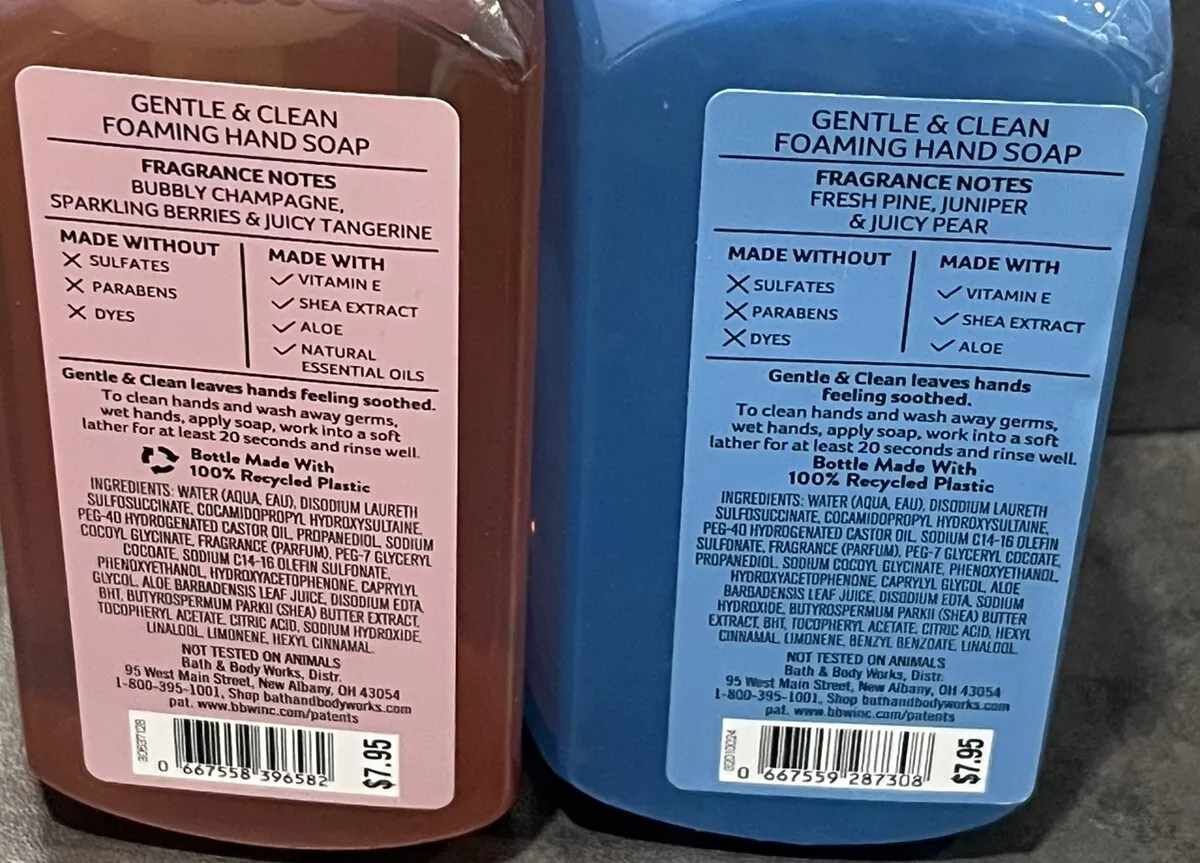 GENTLE & CLEAN
FOAMING HAND SOAP
FRAGRANCE NOTES
BUBBLY CHAMPAGNE,
SPARKLING BERRIES & JUICY TANGERINE
MADE WITHOUT
SULFATES
PARABENS
DYES
MADE WITH
VITAMIN E
SHEA EXTRACT
ALOE
NATURAL
ESSENTIAL OILS
Gentle & Clean leaves hands feeling soothed.
To clean hands and wash away germs,
wet hands, apply soap, work into a soft
lather for at least 20 seconds and rinse well.
Bottle Made With
100% Recycled Plastic
INGREDIENTS: WATER (AQUA, EAU), DISODIUM LAURETH
SULFOSUCCINATE, COCAMIDOPROPYL HYDROXYSULTAINE,
PEG-40 HYDROGENATED CASTOR OIL, PROPANEDIOL, SODIUM
COCOYL GLYCINATE, FRAGRANCE (PARFUM), PEG-7 GLYCERYL
COCOATE, SODIUM C14-16 OLEFIN SULFONATE,
PHENOXYETHANOL, HYDROXYACETOPHENONE, CAPRYLYL
GLYCOL, ALOE BARBADENSIS LEAF JUICE, DISODIUM EDTA,
BHT, BUTYROSPERMUM PARKII (SHEA) BUTTER EXTRACT,
TOCOPHERYL ACETATE, CITRIC ACID, SODIUM HYDROXIDE,
LINALOOL, LIMONENE, HEXYL CINNAMAL.
NOT TESTED ON ANIMALS
Bath & Body Works, Distr.
95 West Main Street, New Albany, OH 43054
1-800-395-1001, Shop bathandbodyworks.com
pat. www.bbwinc.com/patents
0 667558 396582
$7.95
GENTLE & CLEAN
FOAMING HAND SOAP
FRAGRANCE NOTES
FRESH PINE, JUNIPER
& JUICY PEAR
MADE WITHOUT
SULFATES
PARABENS
DYES
MADE WITH
VITAMIN E
SHEA EXTRACT
ALOE
Gentle & Clean leaves hands
feeling soothed.
To clean hands and wash away germs,
wet hands, apply soap, work into a soft
lather for at least 20 seconds and rinse well.
Bottle Made With
100% Recycled Plastic
INGREDIENTS: WATER (AQUA, EAU), DISODIUM LAURETH
SULFOSUCCINATE, COCAMIDOPROPYL HYDROXYSULTAINE,
PEG-40 HYDROGENATED CASTOR OIL, SODIUM C14-16 OLEFIN
SULFONATE, FRAGRANCE (PARFUM), PEG-7 GLYCERYL COCOATE,
PROPANEDIOL, SODIUM COCOYL GLYCINATE, PHENOXYETHANOL,
HYDROXYACETOPHENONE, CAPRYLYL GLYCOL, ALOE
BARBADENSIS LEAF JUICE, DISODIUM EDTA, SODIUM
HYDROXIDE, BUTYROSPERMUM PARKII (SHEA) BUTTER
EXTRACT, BHT, TOCOPHERYL ACETATE, CITRIC ACID, HEXYL
CINNAMAL, LIMONENE, BENZYL BENZOATE, LINALOOL.
NOT TESTED ON ANIMALS
Bath & Body Works, Distr.
95 West Main Street, New Albany, OH 43054
1-800-395-1001, Shop bathandbodyworks.com
pat. www.bbwinc.com/patents
0 667559 287308
$7.95